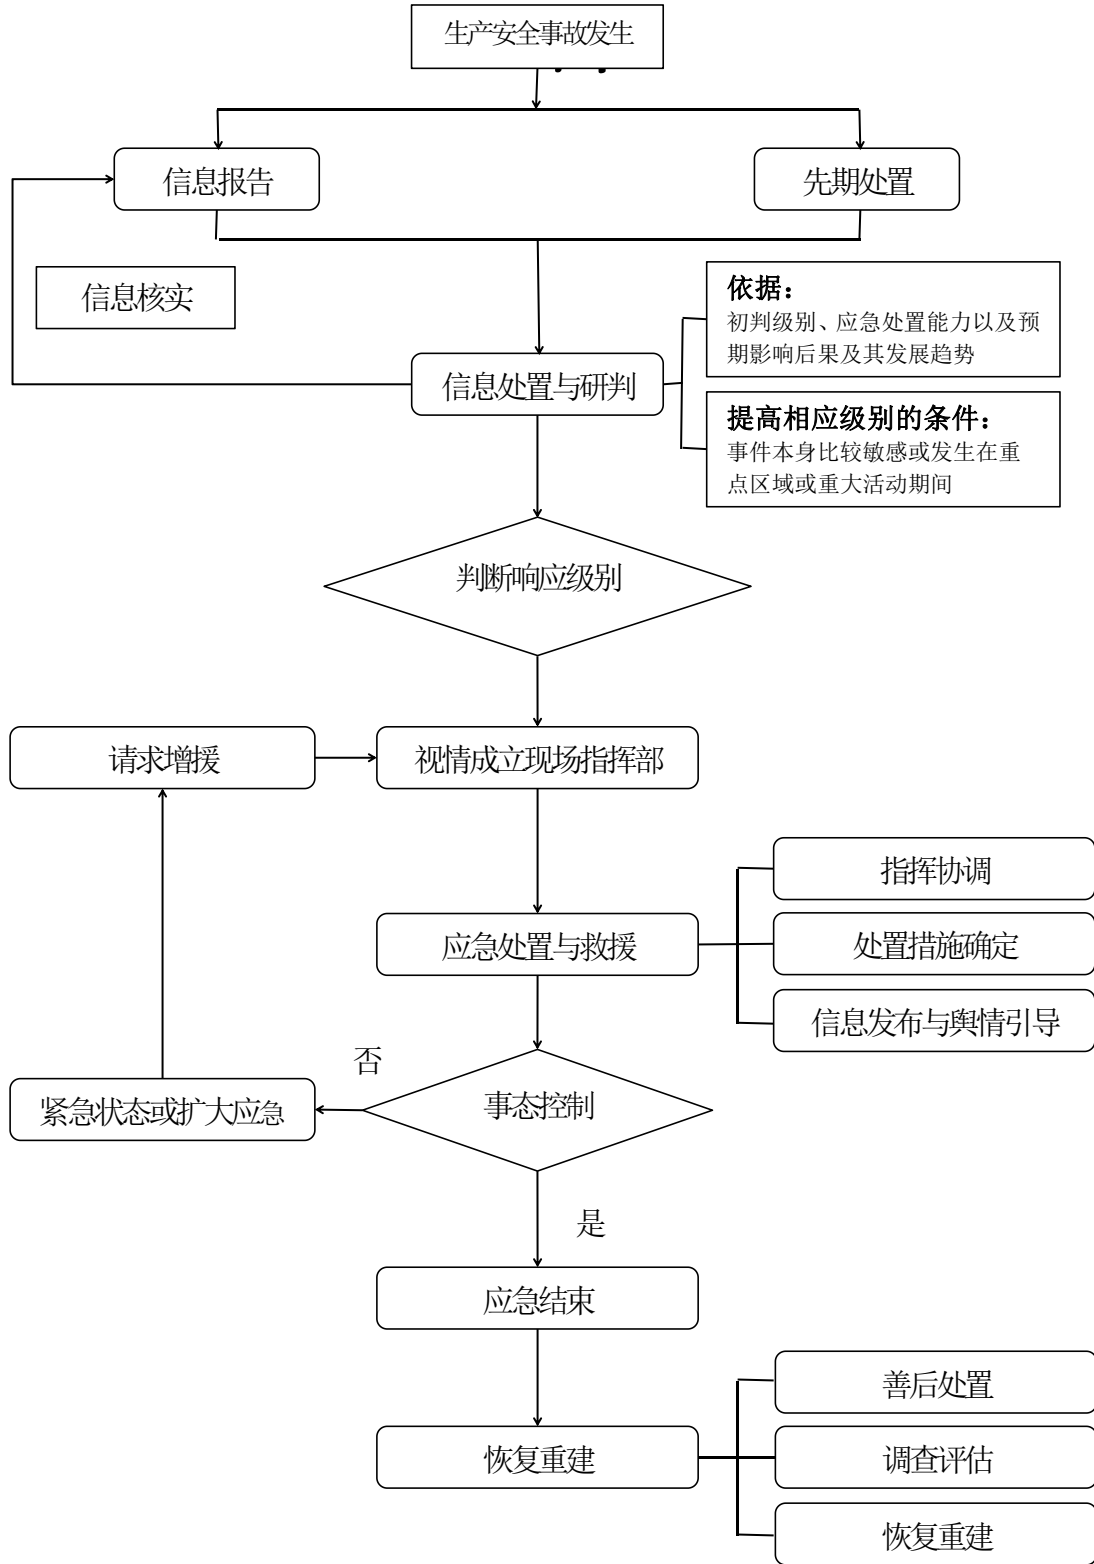 生产安全事故发生
信息报告
先期处置
信息核实
依据：
初判级别、应急处置能力以及预
期影响后果及其发展趋势
信息处置与研判
提高相应级别的条件：
事件本身比较敏感或发生在重
点区域或重大活动期间
判断响应级别
请求增援
视情成立现场指挥部
指挥协调
应急处置与救援
处置措施确定
信息发布与舆情引导
否
紧急状态或扩大应急
事态控制
是
应急结束
善后处置
恢复重建
调查评估
恢复重建